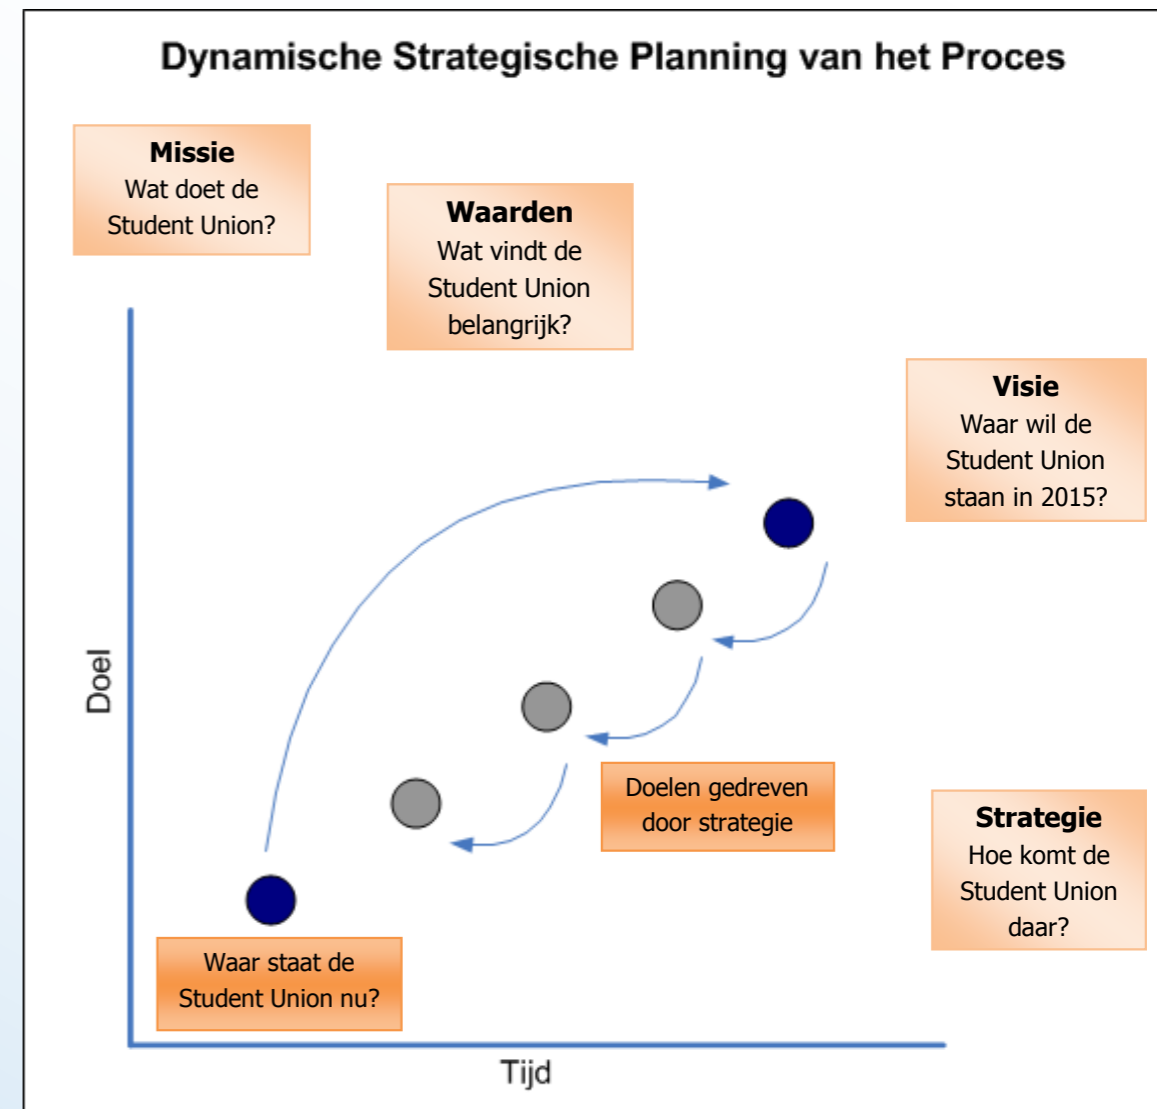 Dynamische Strategische Planning van het Proces
Missie
Wat doet de
Student Union?
Waarden
Wat vindt de
Student Union
belangrijk?
Visie
Waar wil de
Student Union
staan in 2015?
Doel
Doelen gedreven
door strategie
Strategie
Hoe komt de
Student Union
daar?
Waar staat de
Student Union nu?
Tijd